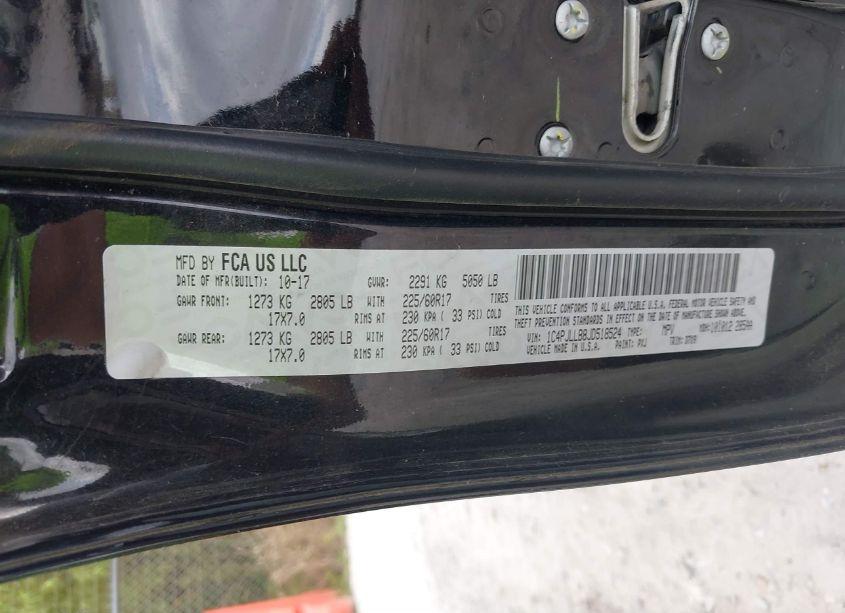 MFD BY FCA US LLC
DATE OF MFR(BUILT): 10-17 GVWR: 2291 KG 5050 LB
GAWR FRONT: 1273 KG 2805 LB WITH 225/60R17 TIRES
17X7.0 RIMS AT 230 KPA ( 33 PSI) COLD
GAWR REAR: 1273 KG 2805 LB WITH 225/60R17 TIRES
17X7.0 RIMS AT 230 KPA ( 33 PSI) COLD
THIS VEHICLE CONFORMS TO ALL APPLICABLE U.S.A. FEDERAL MOTOR VEHICLE SAFETY AND
THEFT PREVENTION STANDARDS IN EFFECT ON THE DATE OF MANUFACTURE SHOWN ABOVE.
VIN: TYPE: MPV MDH: 101012 285AA
VEHICLE MADE IN U.S.A. PAINT: PXJ TRIM: